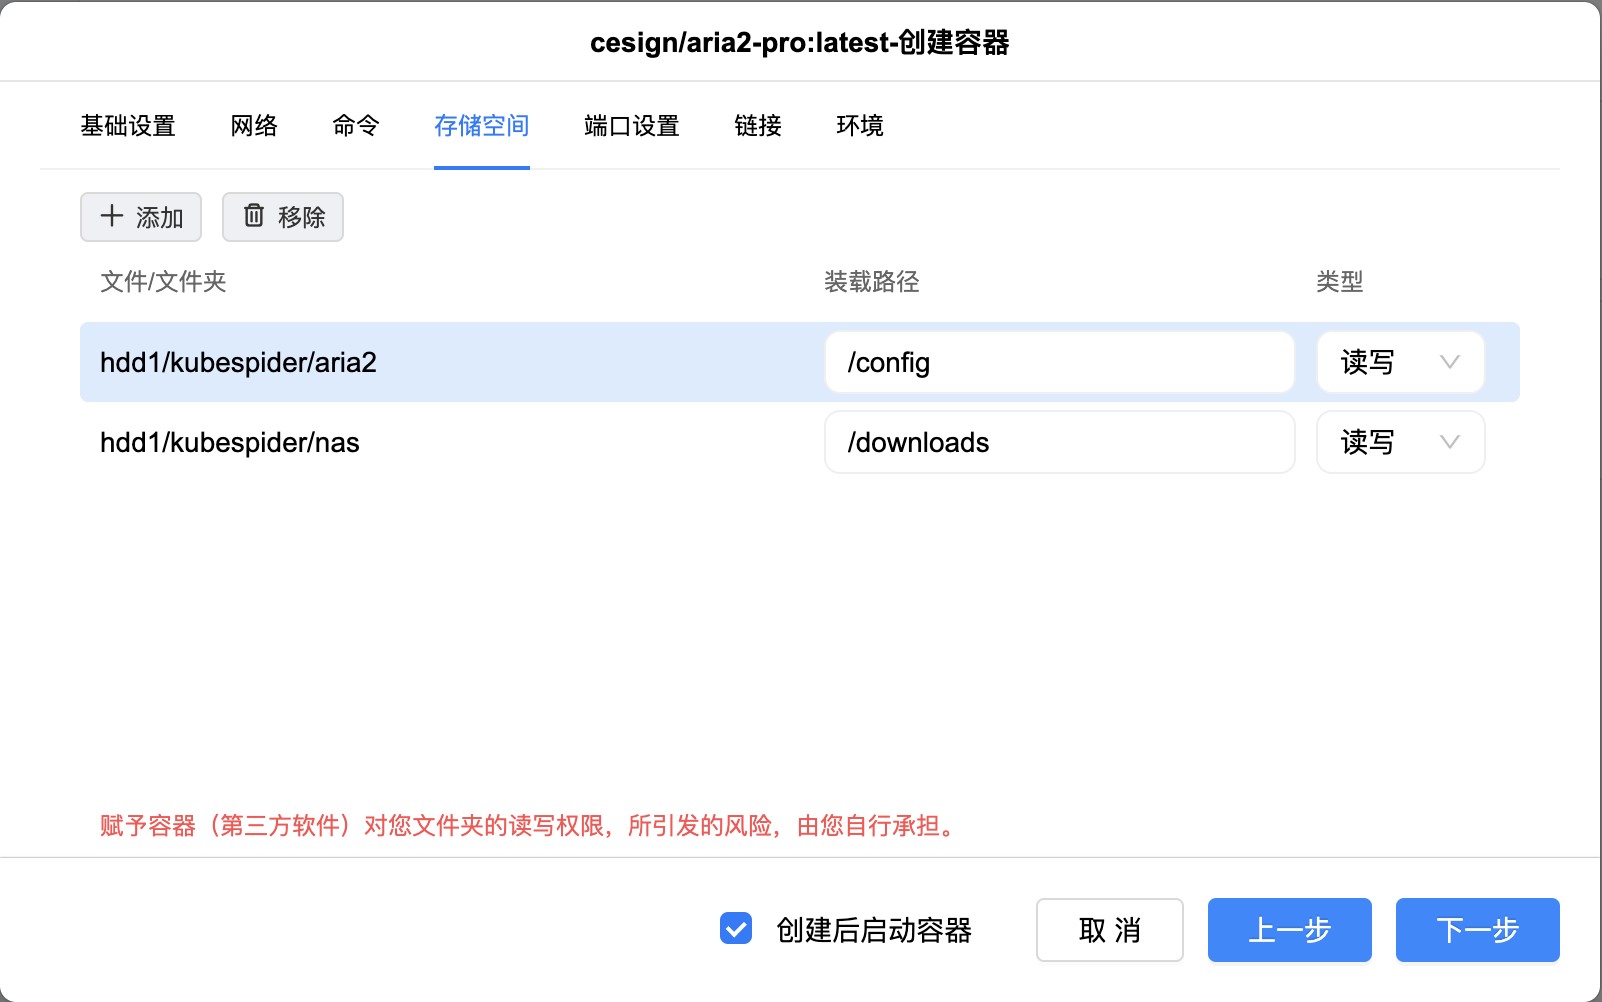 cesign/aria2-pro:latest-创建容器
基础设置 网络 命令 存储空间 端口设置 链接 环境
添加 移除
文件/文件夹 装载路径 类型
hdd1/kubespider/aria2 /config 读写
hdd1/kubespider/nas /downloads 读写
赋予容器（第三方软件）对您文件夹的读写权限，所引发的风险，由您自行承担。
创建后启动容器 取 消 上一步 下一步